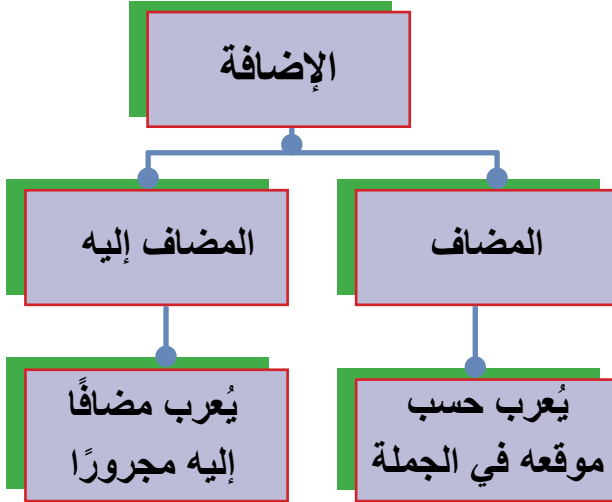 الإضافة
المضاف
المضاف إليه
يُعرب حسب
موقعه في الجملة
يُعرب مضافًا
إليه مجرورًا